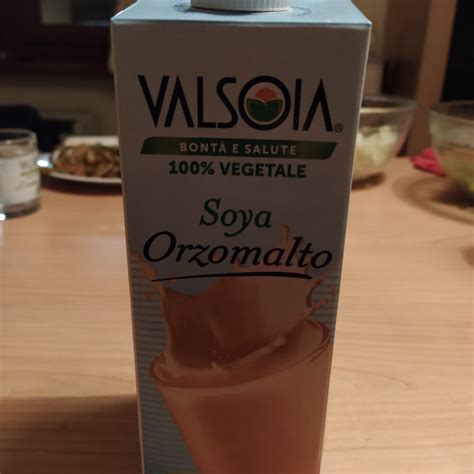 VALSOIA®
BONTÀ E SALUTE
100% VEGETALE
Soya
Orzomalto